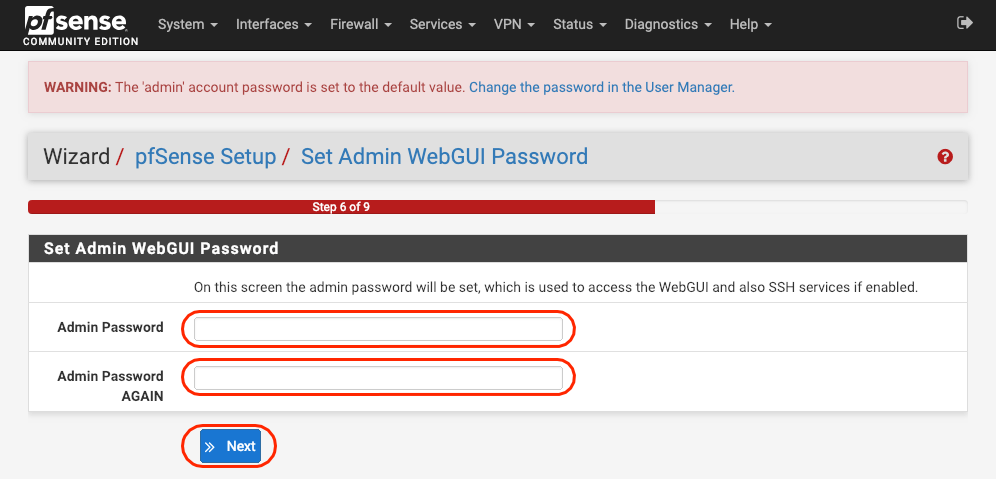 pfsense
COMMUNITY EDITION
System Interfaces Firewall Services VPN Status Diagnostics Help
WARNING: The 'admin' account password is set to the default value. Change the password in the User Manager.
Wizard / pfSense Setup / Set Admin WebGUI Password
Step 6 of 9
Set Admin WebGUI Password
On this screen the admin password will be set, which is used to access the WebGUI and also SSH services if enabled.
Admin Password
Admin Password
AGAIN
Next